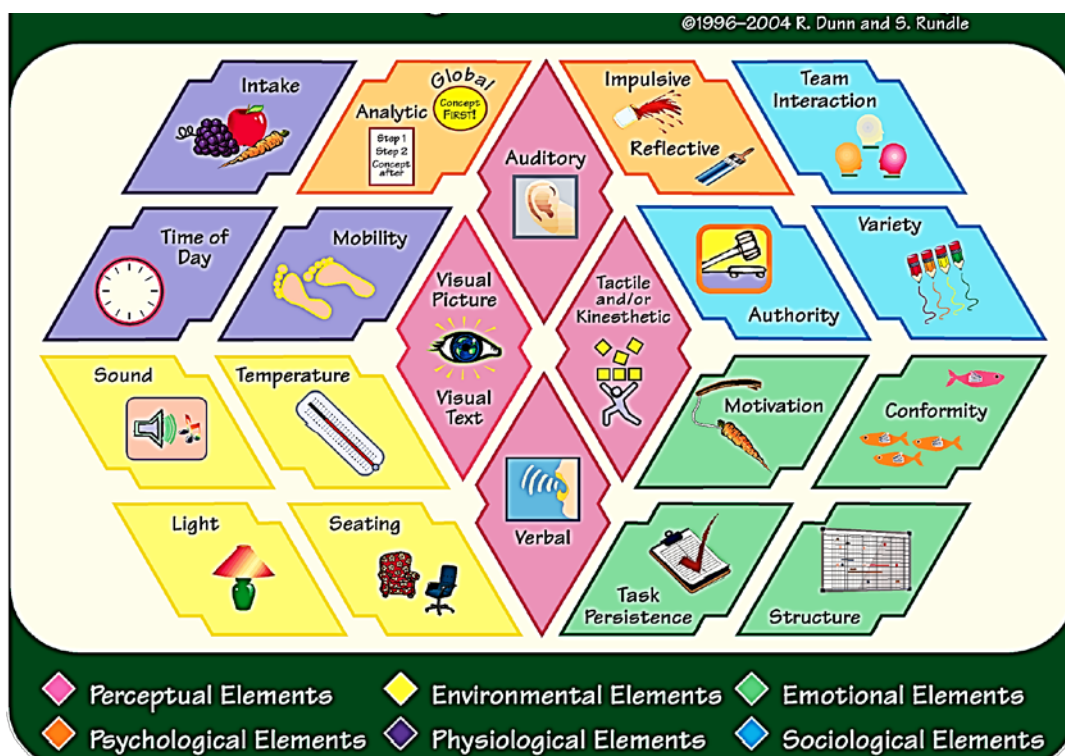 ©1996–2004 R. Dunn and S. Rundle
Intake
Global
Concept
FIRST!
Analytic
Step 1
Step 2
Concept
after
Auditory
Impulsive
Reflective
Team
Interaction
Time of
Day
Mobility
Visual
Picture
Visual
Text
Tactile
and/or
Kinesthetic
Authority
Variety
Sound
Temperature
Motivation
Conformity
Light
Seating
Verbal
Task
Persistence
Structure
Perceptual Elements
Environmental Elements
Emotional Elements
Psychological Elements
Physiological Elements
Sociological Elements